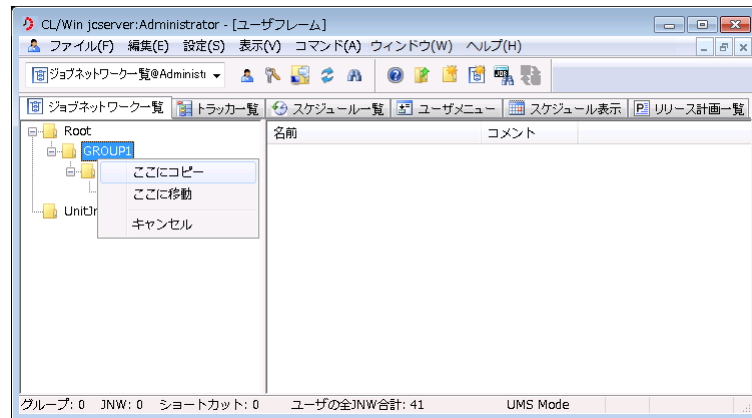 CL/Win jcserver:Administrator - [ユーザフレーム]
ファイル(F) 編集(E) 設定(S) 表示(V) コマンド(A) ウィンドウ(W) ヘルプ(H)
ジョブネットワーク一覧@Administr
ジョブネットワーク一覧 トラッカ一覧 スケジュール一覧 ユーザメニュー スケジュール表示 リリース計画一覧
Root
名前 コメント
GROUP1
ここにコピー
ここに移動
UnitJr
キャンセル
グループ: 0 JNW: 0 ショートカット: 0 ユーザの全JNW合計: 41 UMS Mode